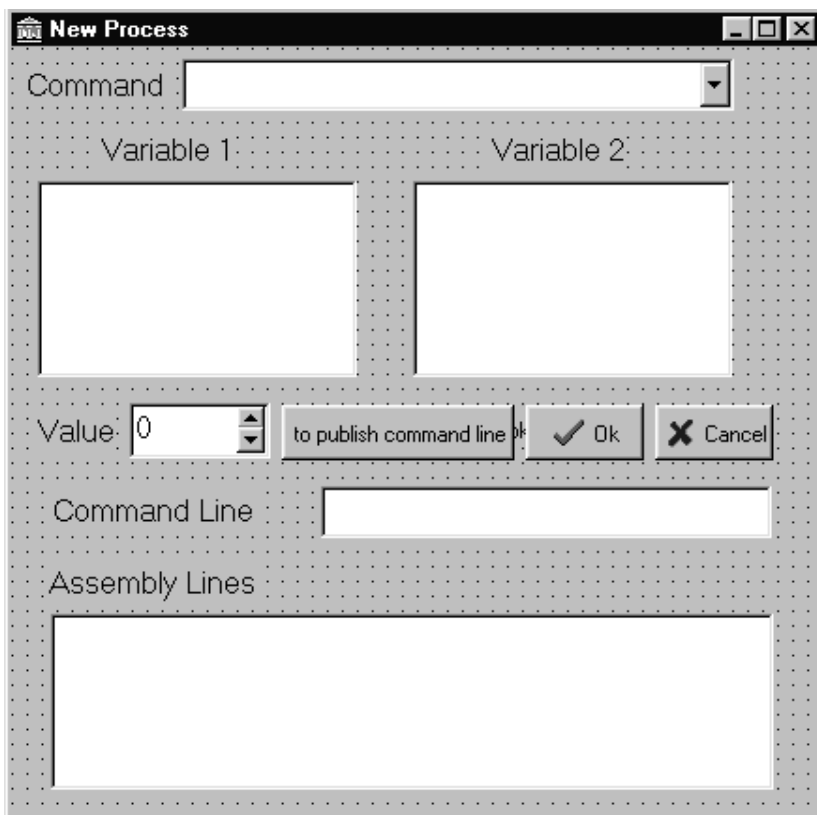 New Process
Command
Variable 1 Variable 2
Value 0 to publish command line Ok Cancel
Command Line
Assembly Lines